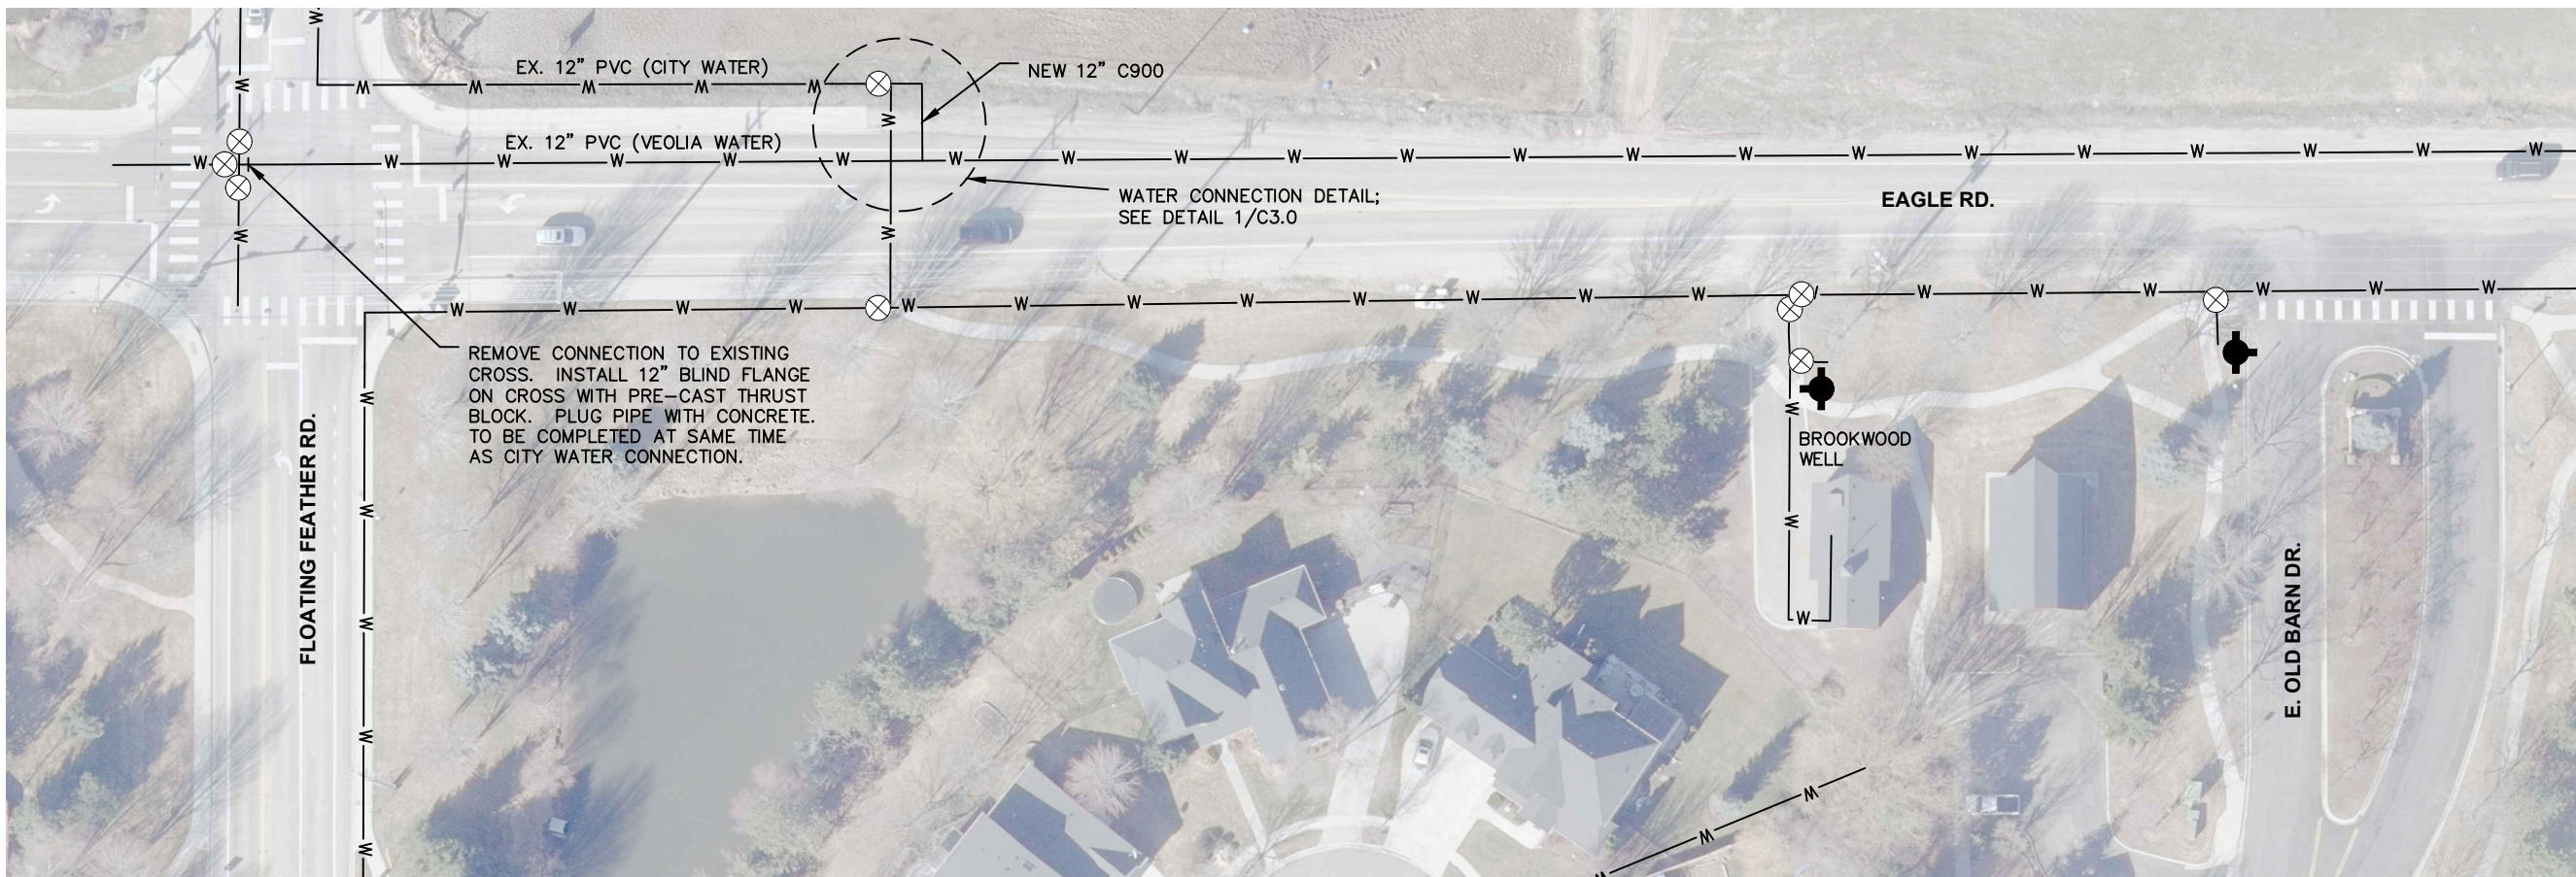 EX. 12" PVC (CITY WATER)
NEW 12" C900
EX. 12" PVC (VEOLIA WATER)
WATER CONNECTION DETAIL;
SEE DETAIL 1/C3.0
EAGLE RD.
REMOVE CONNECTION TO EXISTING
CROSS. INSTALL 12" BLIND FLANGE
ON CROSS WITH PRE-CAST THRUST
BLOCK. PLUG PIPE WITH CONCRETE.
TO BE COMPLETED AT SAME TIME
AS CITY WATER CONNECTION.
FLOATING FEATHER RD.
BROOKWOOD
WELL
E. OLD BARN DR.